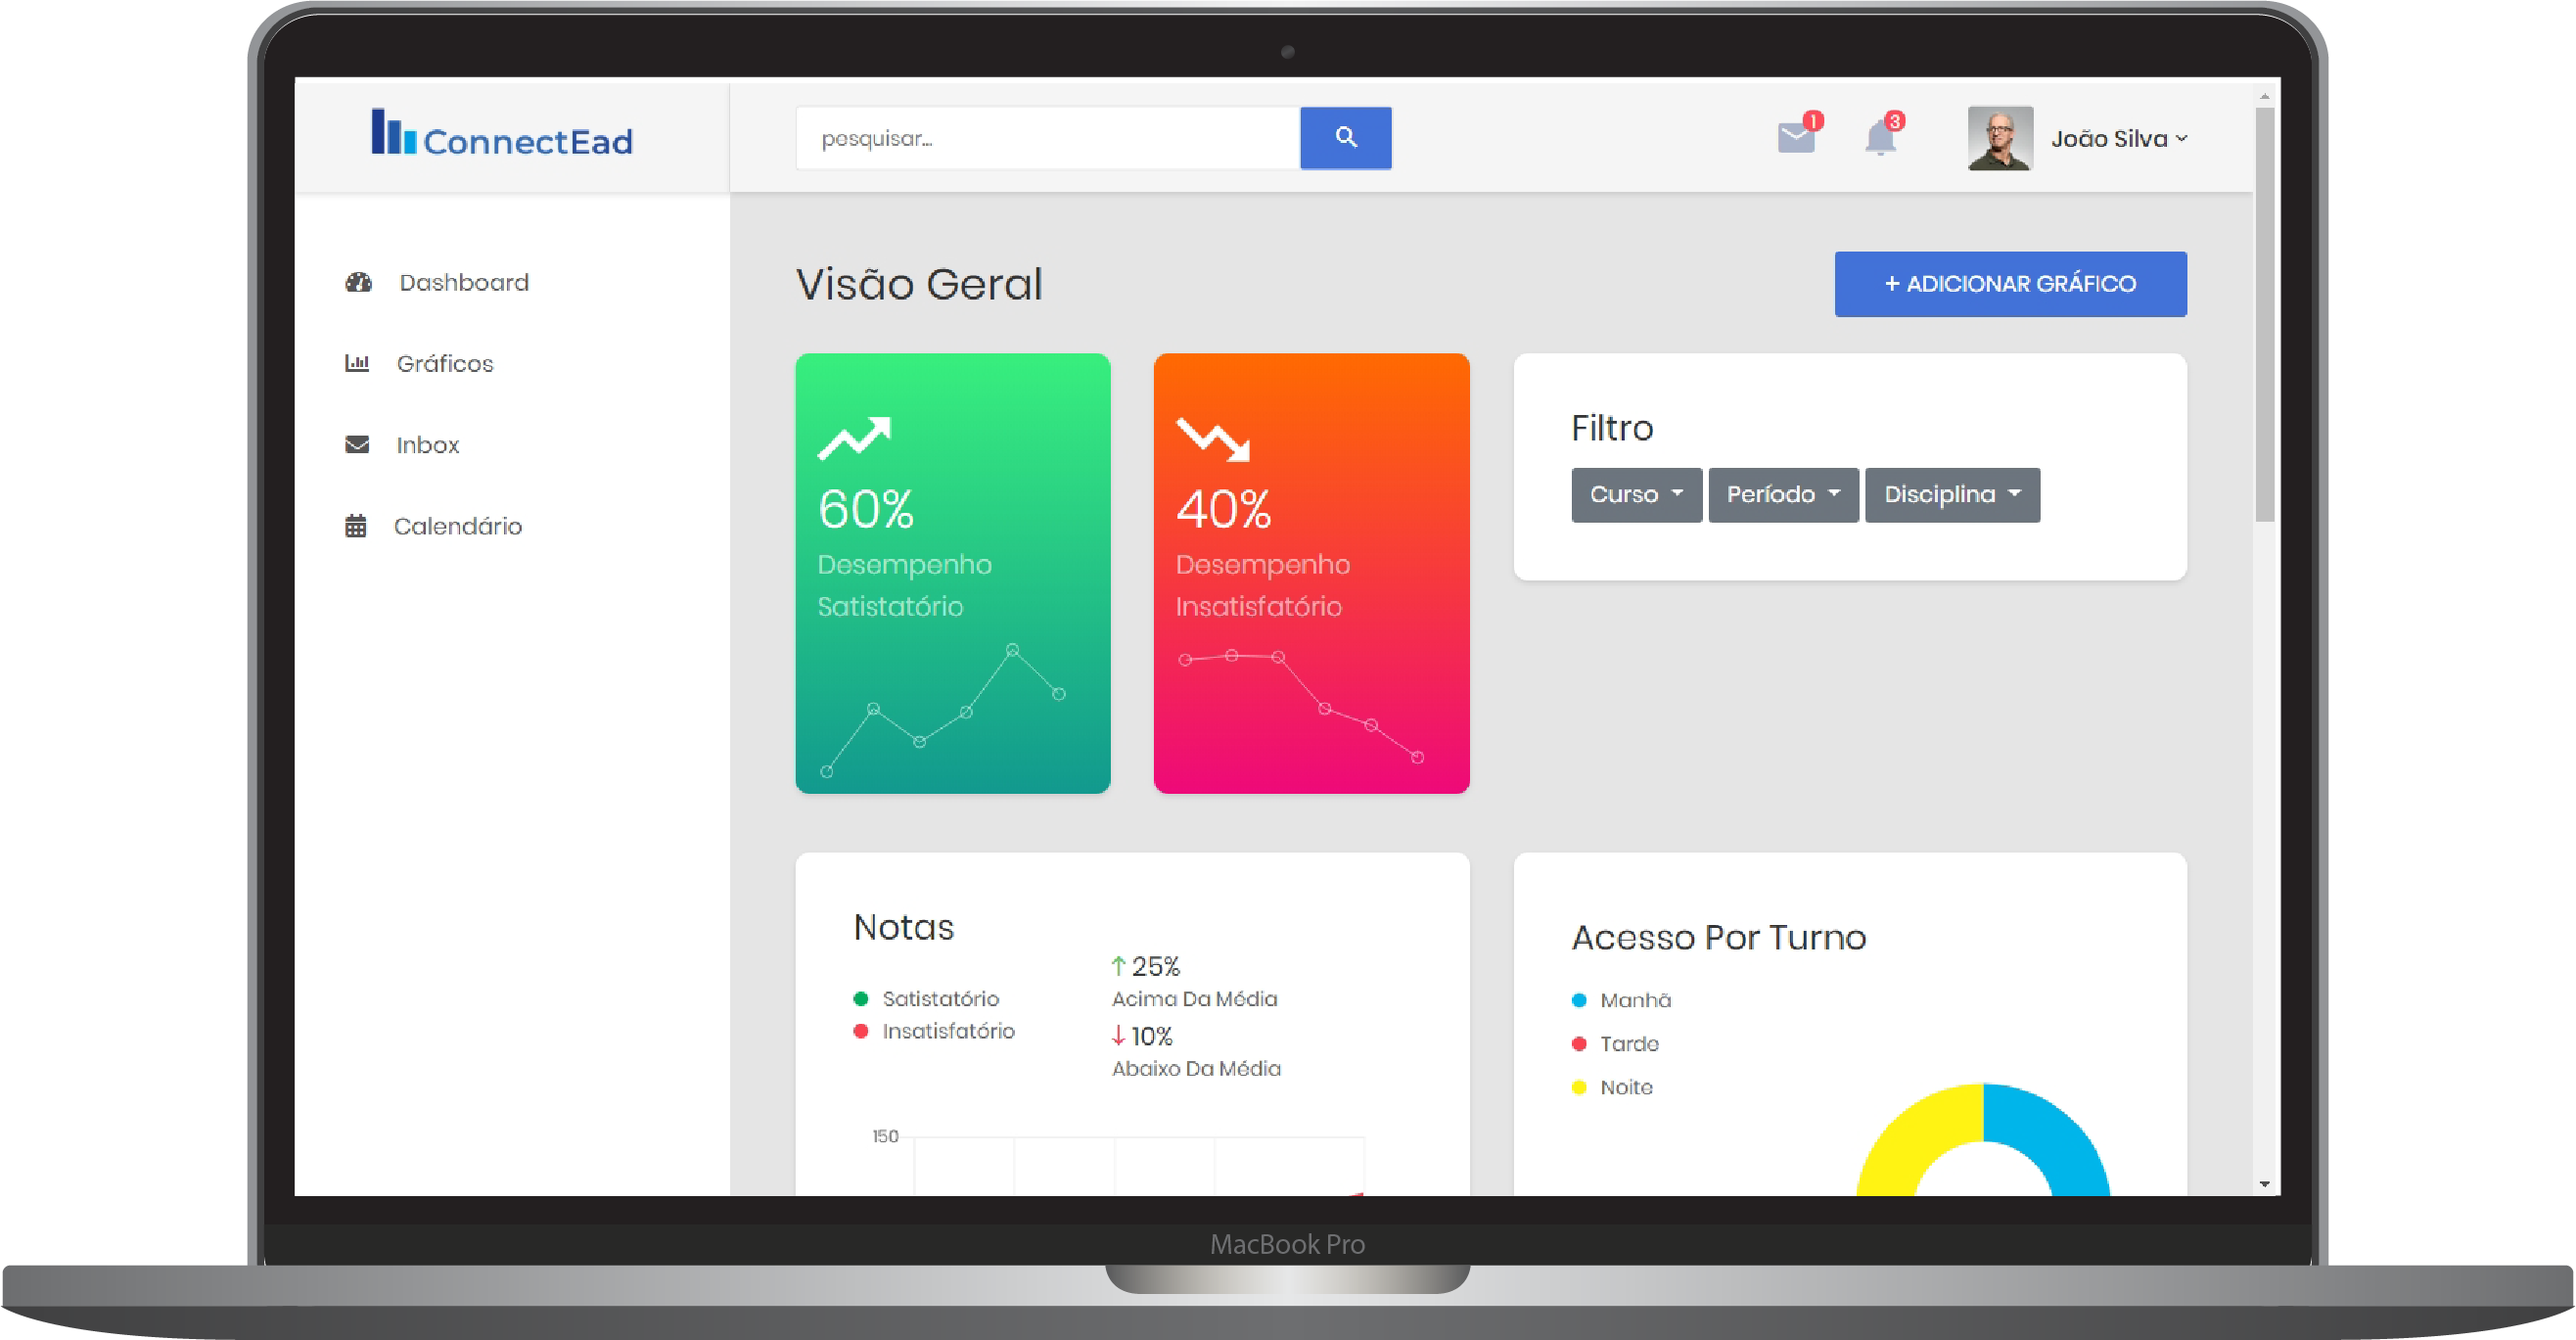 ConnectEad
pesquisar...
1
3
João Silva
Dashboard
Gráficos
Inbox
Calendário
Visão Geral
+ ADICIONAR GRÁFICO
60%
Desempenho
Satistatório
40%
Desempenho
Insatisfatório
Filtro
Curso
Período
Disciplina
Notas
Satistatório
Insatisfatório
↑ 25%
Acima Da Média
↓ 10%
Abaixo Da Média
150
Acesso Por Turno
Manhã
Tarde
Noite
MacBook Pro